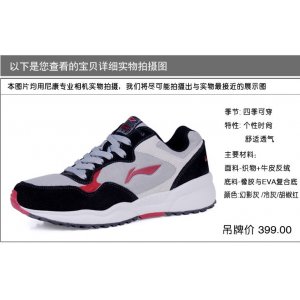 以下是您查看的宝贝详细实物拍摄图
本图片均用尼康专业相机实物拍摄，我们将尽可能拍摄出与实物最接近的展示图
季节: 四季可穿
特性: 个性时尚
舒适透气
主要材料:
面料:织物+牛皮反绒
底料:橡胶与EVA复合底
颜色:幻影灰/冷灰/胡椒红
吊牌价 399.00